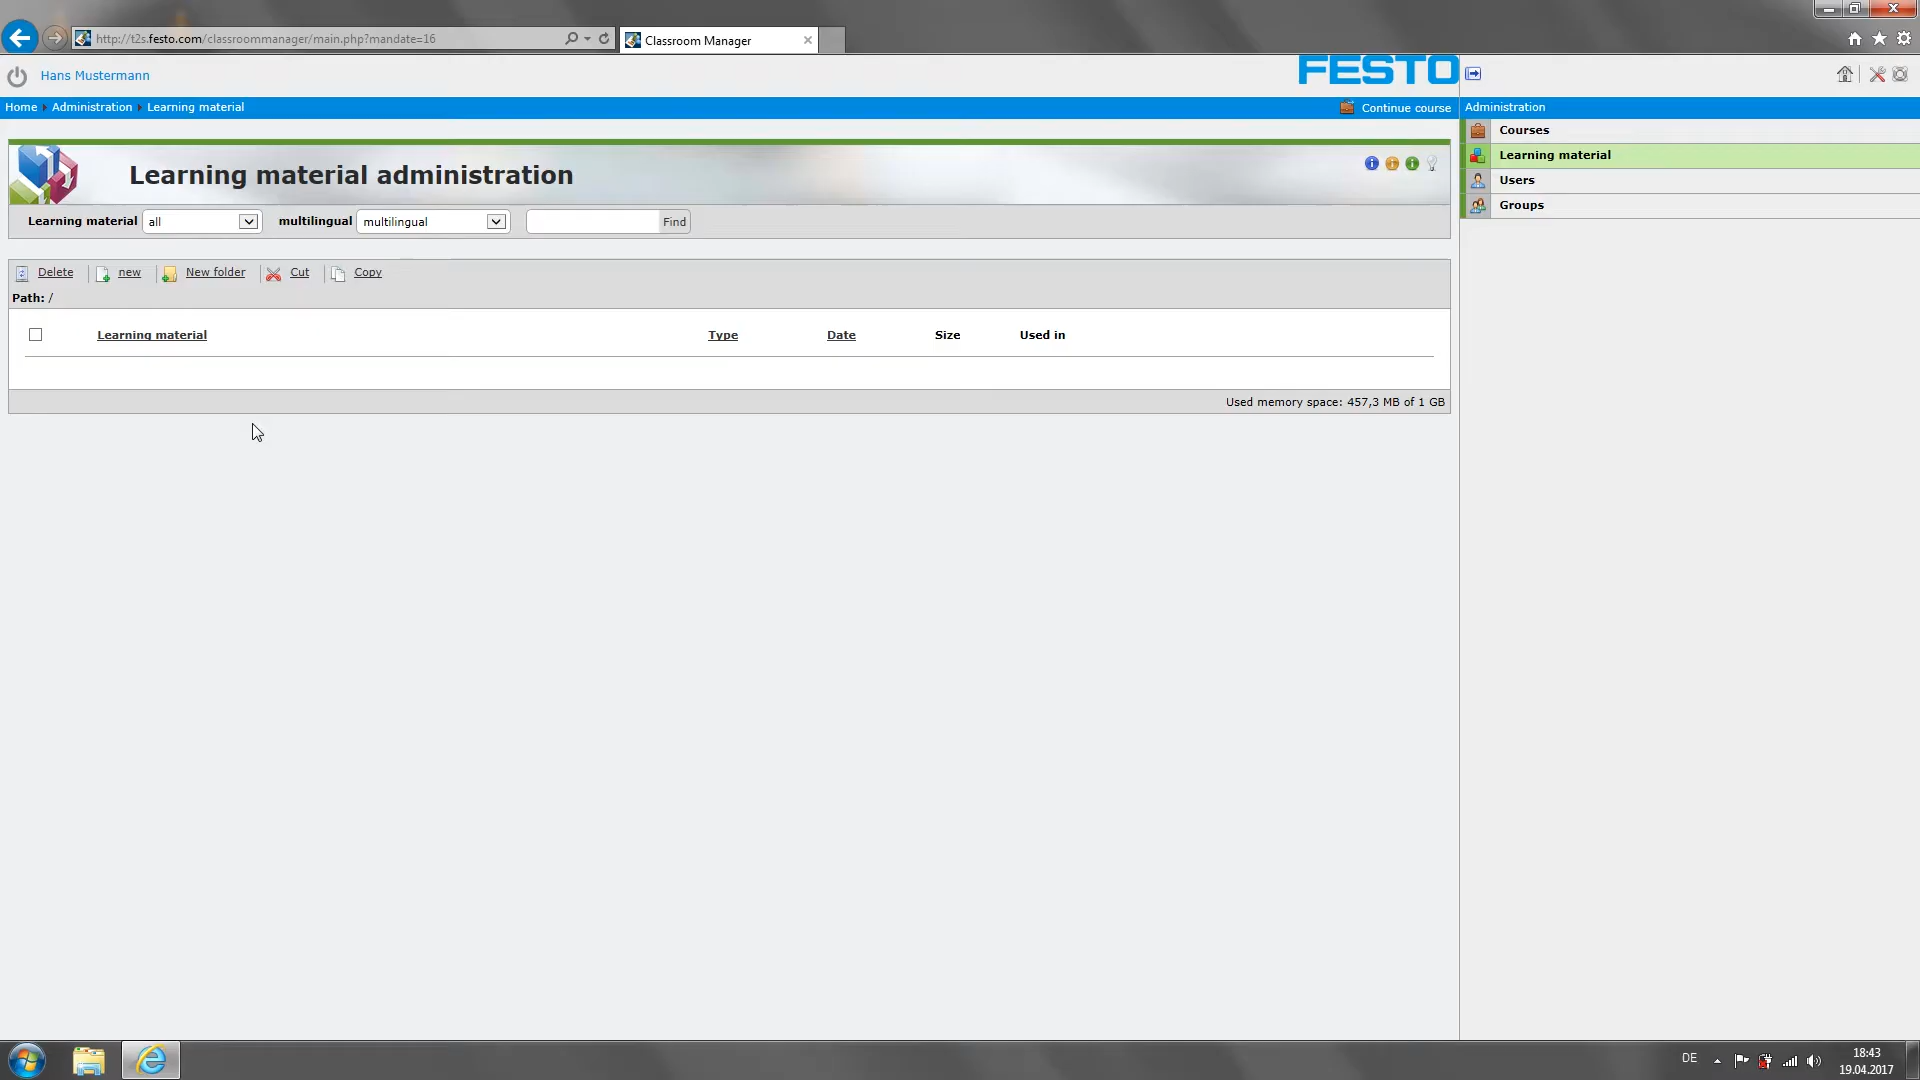 http://t2s.festo.com/classroommanager/main.php?mandate=16
Classroom Manager
Hans Mustermann
FESTO
Home Administration Learning material
Continue course
Administration
Courses
Learning material
Users
Groups
Learning material administration
Learning material all multilingual multilingual Find
Delete new New folder Cut Copy
Path: /
Learning material Type Date Size Used in
Used memory space: 457,3 MB of 1 GB
DE
18:43
19.04.2017